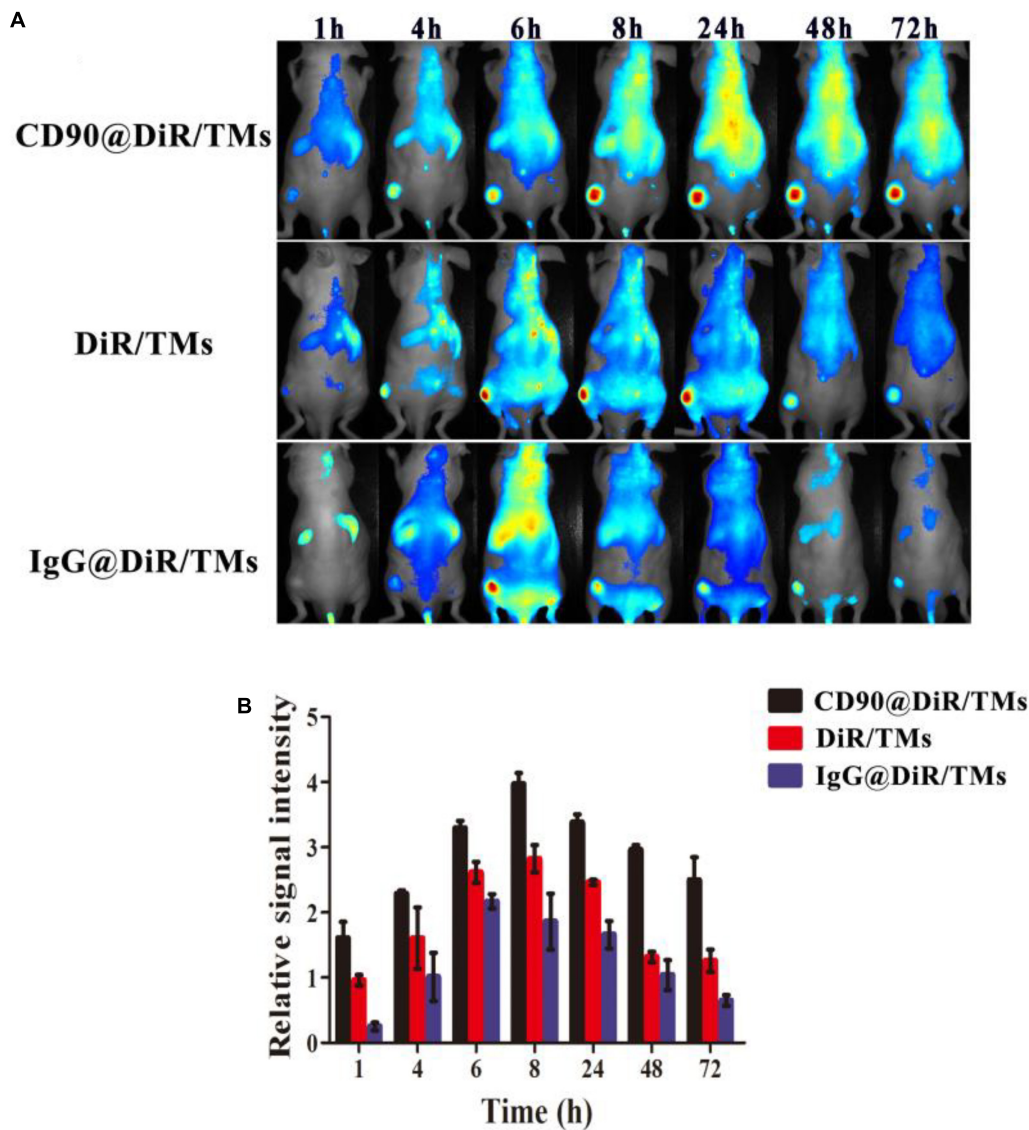 A
1h 4h 6h 8h 24h 48h 72h
CD90@DiR/TMs
DiR/TMs
IgG@DiR/TMs
B
CD90@DiR/TMs
DiR/TMs
IgG@DiR/TMs
Relative signal intensity
5
4
3
2
1
0
1 4 6 8 24 48 72
Time (h)